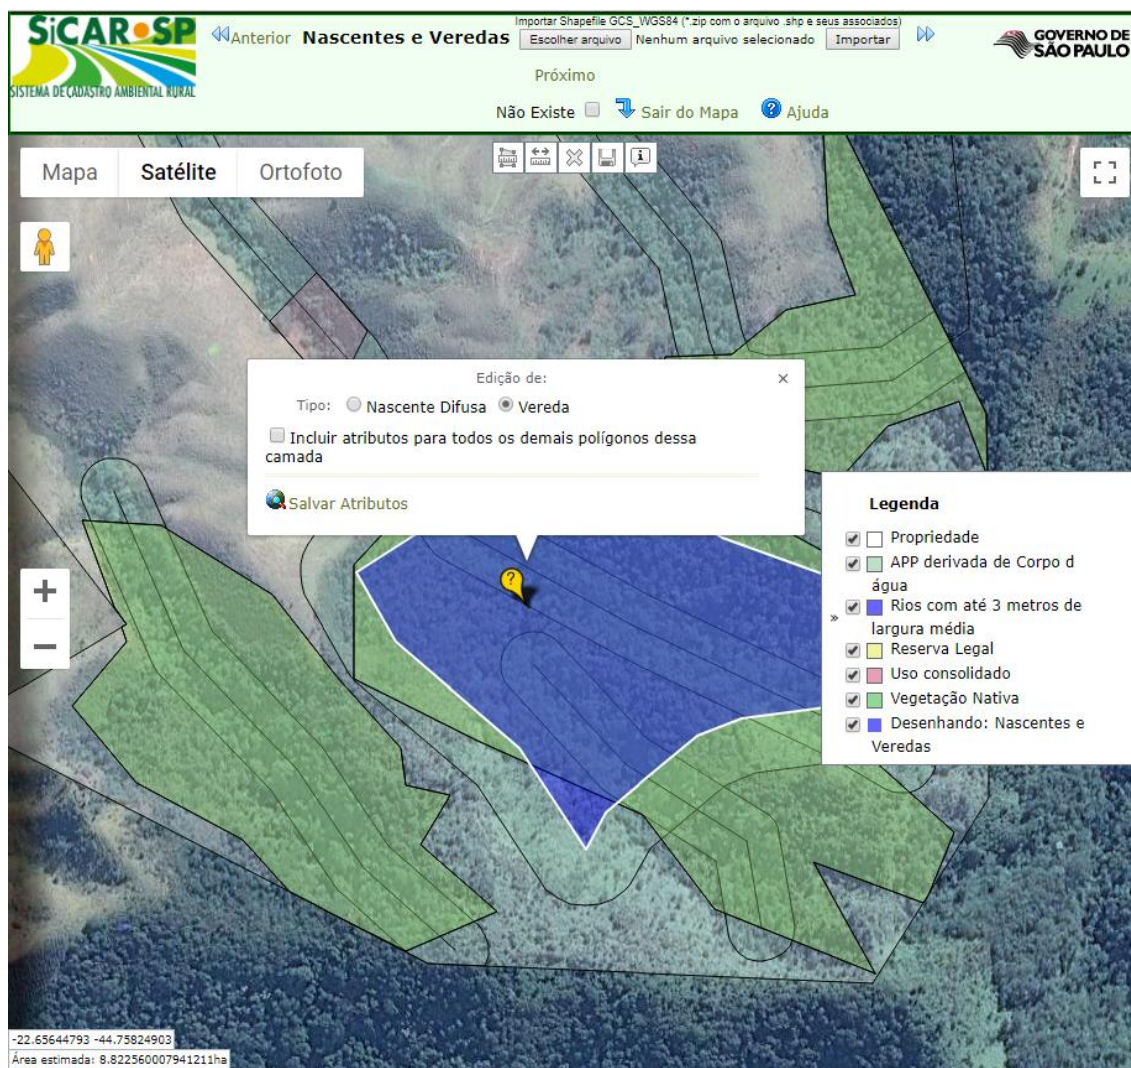 SiCAR SP
SISTEMA DE CADASTRO AMBIENTAL RURAL
Anterior
Nascentes e Veredas
Importar Shapefile GCS_WGS84 (*.zip com o arquivo .shp e seus associados)
Escolher arquivo Nenhum arquivo selecionado Importar
Próximo
Não Existe Sair do Mapa Ajuda
GOVERNO DE
SÃO PAULO
Mapa Satélite Ortofoto
Edição de:
×
Tipo: Nascente Difusa Vereda
Incluir atributos para todos os demais polígonos dessa
camada
Salvar Atributos
?
+
−
Legenda
Propriedade
APP derivada de Corpo d
água
Rios com até 3 metros de
largura média
Reserva Legal
Uso consolidado
Vegetação Nativa
Desenhando: Nascentes e
Veredas
»
-22.65644793 -44.75824903
Área estimada: 8.822560007941211ha